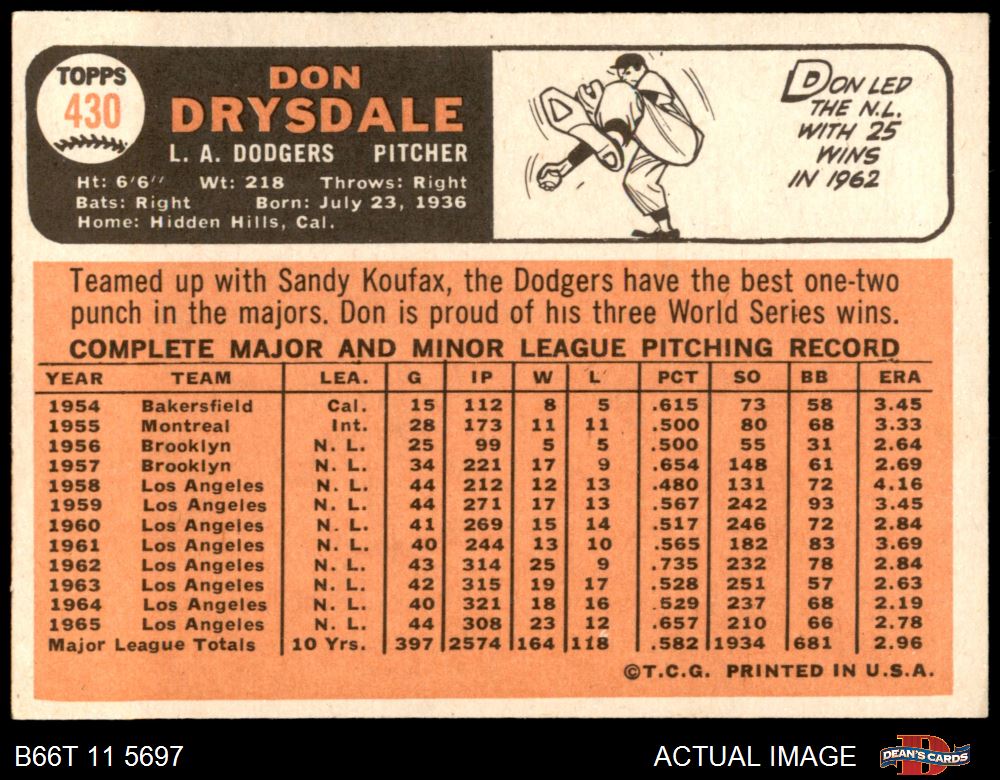 TOPPS
430
DON
DRYSDALE
L. A. DODGERS PITCHER
Ht: 6'6" Wt: 218 Throws: Right
Bats: Right Born: July 23, 1936
Home: Hidden Hills, Cal.
DON LED
THE N.L.
WITH 25
WINS
IN 1962
Teamed up with Sandy Koufax, the Dodgers have the best one-two
punch in the majors. Don is proud of his three World Series wins.
COMPLETE MAJOR AND MINOR LEAGUE PITCHING RECORD
YEAR TEAM LEA. G IP W L PCT SO BB ERA
1954 Bakersfield Cal. 15 112 8 5 .615 73 58 3.45
1955 Montreal Int. 28 173 11 11 .500 80 68 3.33
1956 Brooklyn N. L. 25 99 5 5 .500 55 31 2.64
1957 Brooklyn N. L. 34 221 17 9 .654 148 61 2.69
1958 Los Angeles N. L. 44 212 12 13 .480 131 72 4.16
1959 Los Angeles N. L. 44 271 17 13 .567 242 93 3.45
1960 Los Angeles N. L. 41 269 15 14 .517 246 72 2.84
1961 Los Angeles N. L. 40 244 13 10 .565 182 83 3.69
1962 Los Angeles N. L. 43 314 25 9 .735 232 78 2.84
1963 Los Angeles N. L. 42 315 19 17 .528 251 57 2.63
1964 Los Angeles N. L. 40 321 18 16 .529 237 68 2.19
1965 Los Angeles N. L. 44 308 23 12 .657 210 66 2.78
Major League Totals 10 Yrs. 397 2574 164 118 .582 1934 681 2.96
©T.C.G. PRINTED IN U.S.A.
B66T 11 5697 ACTUAL IMAGE DEAN'S CARDS